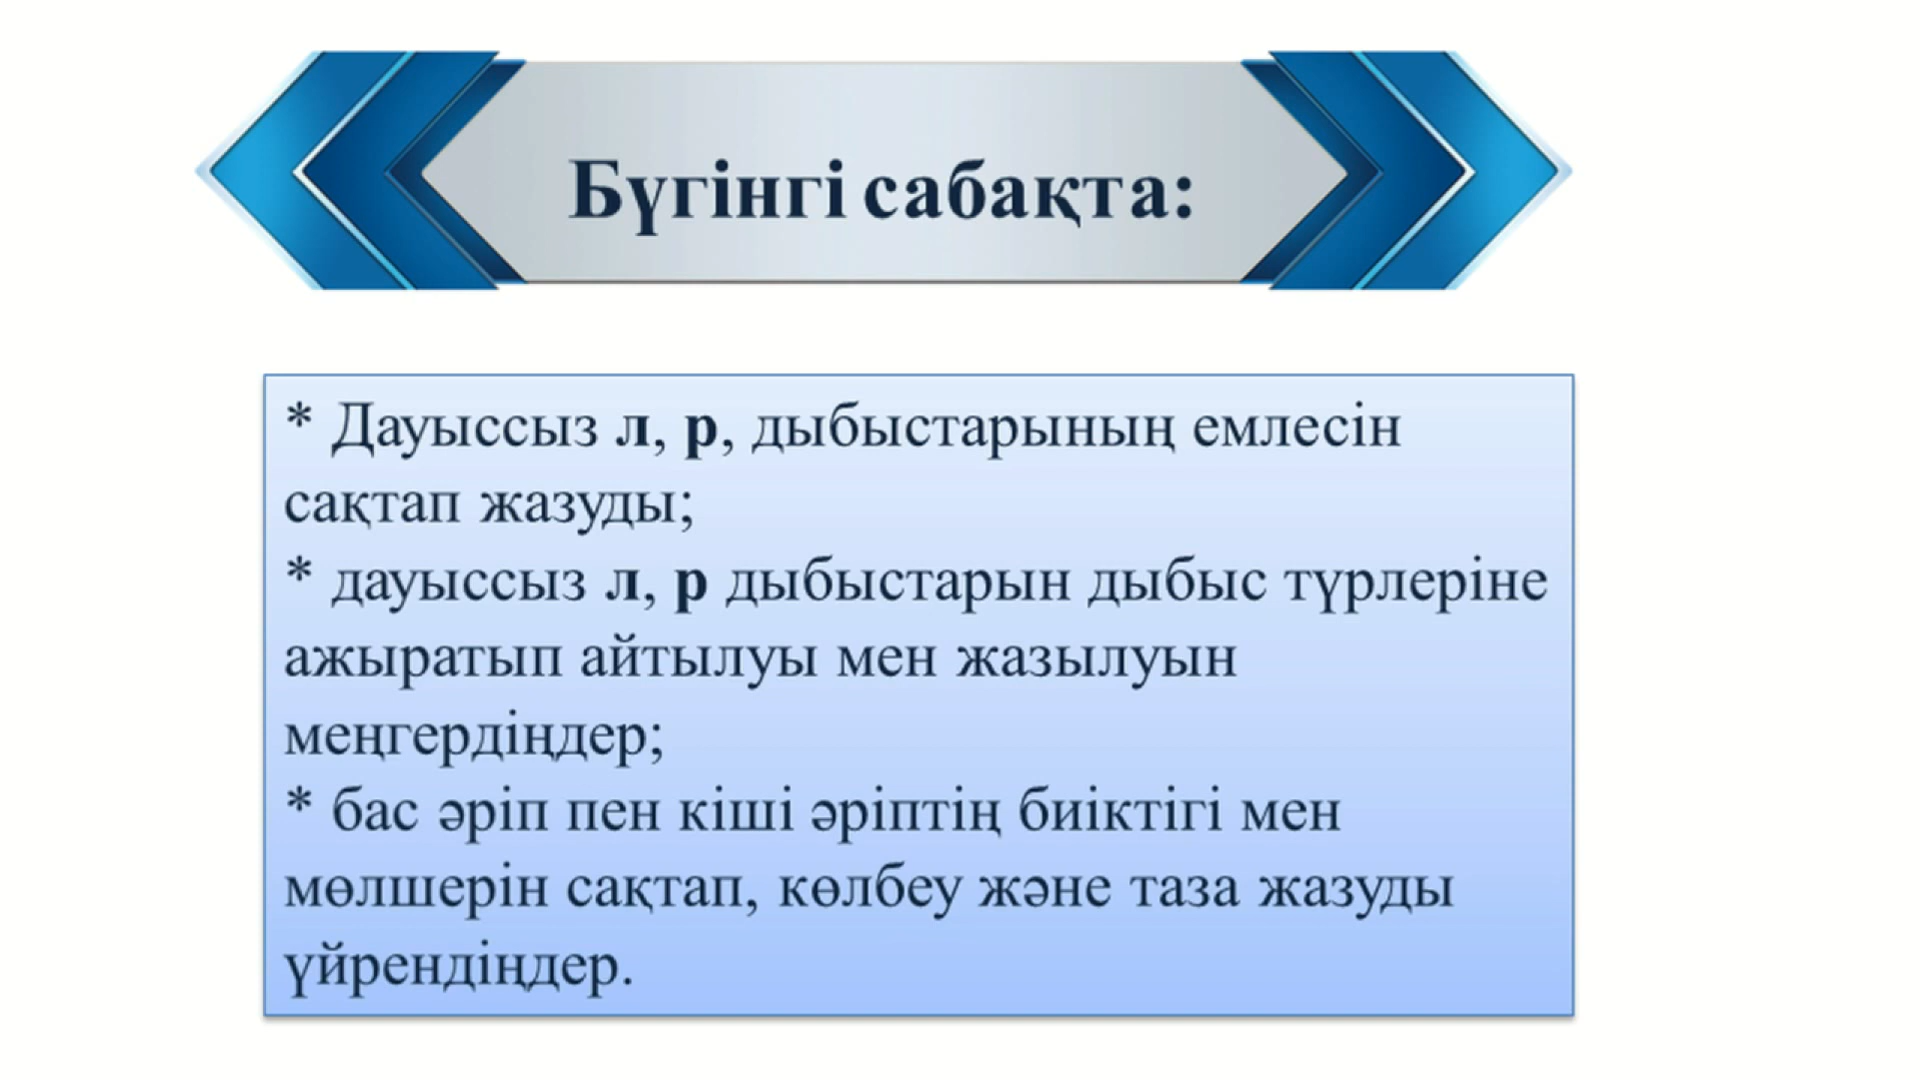 Бүгінгі сабақта:
* Дауыссыз л, р, дыбыстарының емлесін
сақтап жазуды;
* дауыссыз л, р дыбыстарын дыбыс түрлеріне
ажыратып айтылуы мен жазылуын
меңгердіңдер;
* бас әріп пен кіші әріптің биіктігі мен
мөлшерін сақтап, көлбеу және таза жазуды
үйрендіңдер.